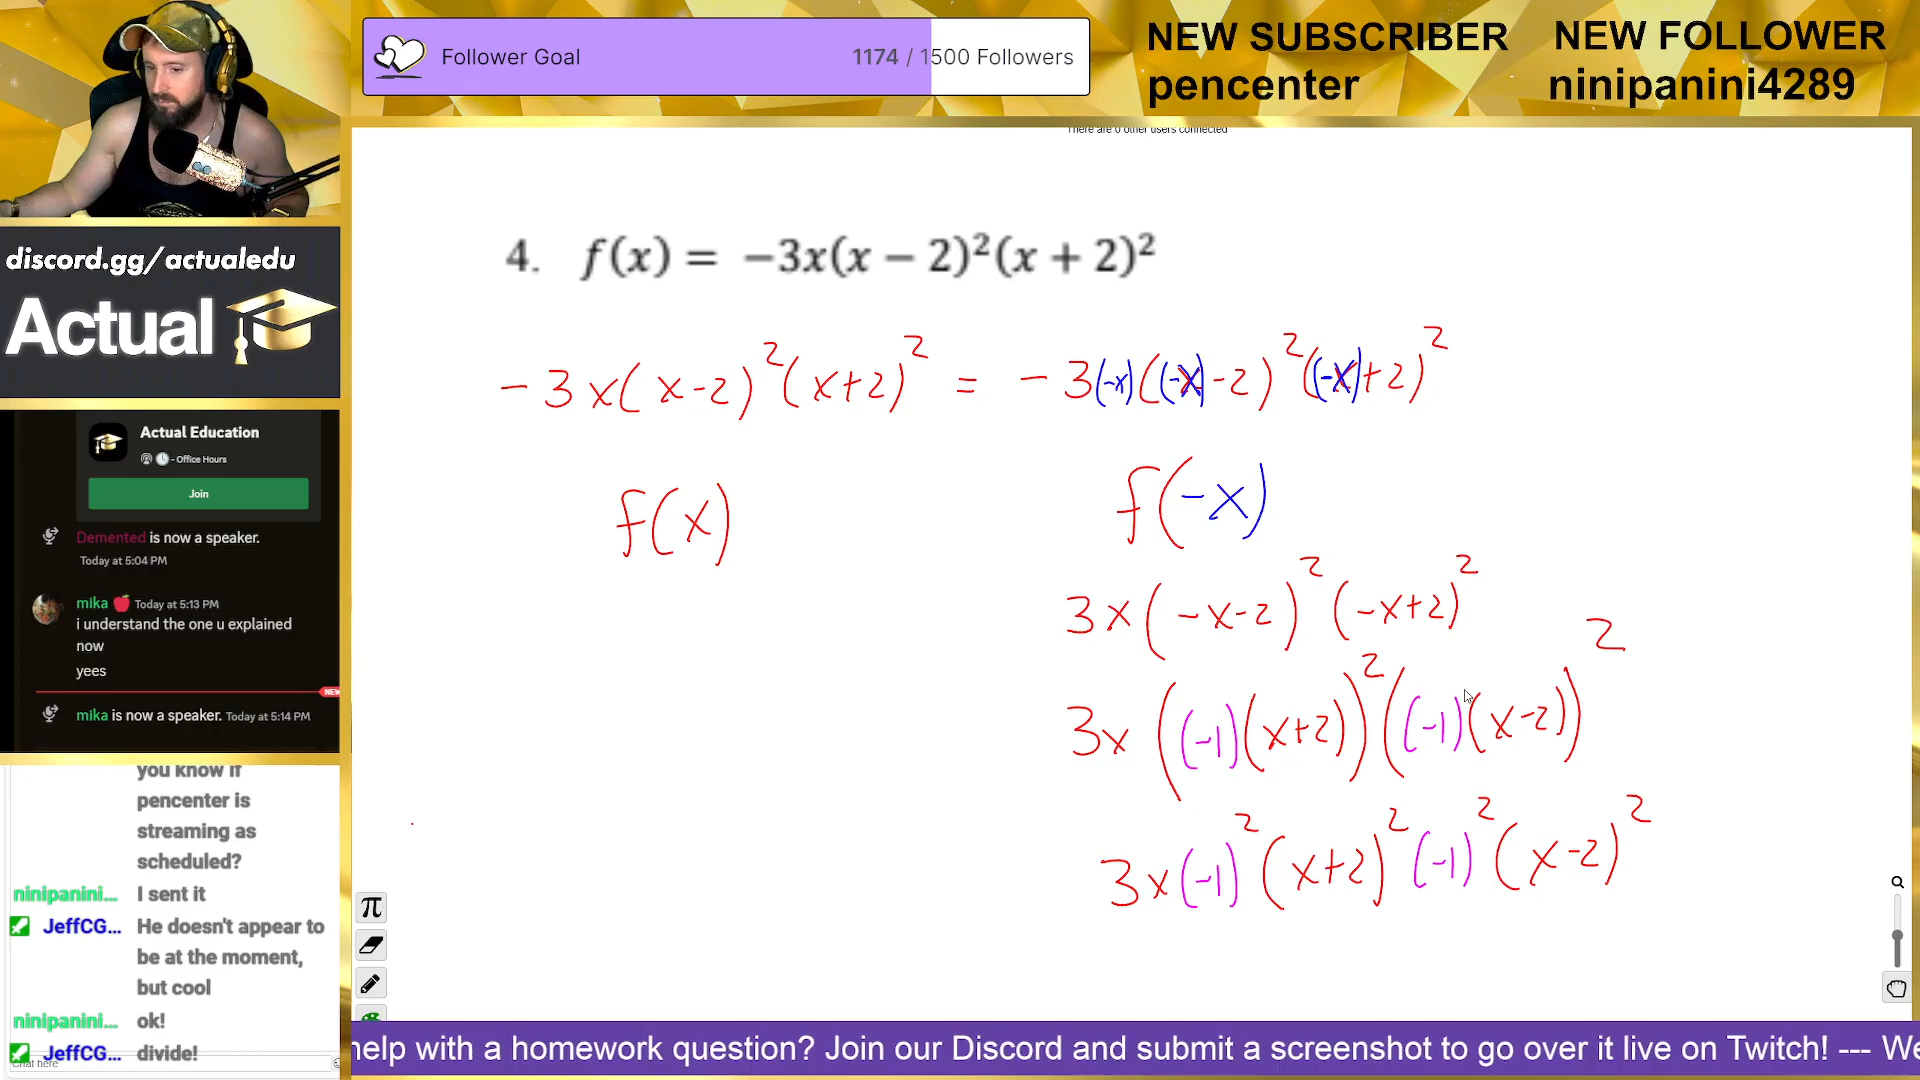 Follower Goal
1174 / 1500 Followers
NEW SUBSCRIBER
pencenter
NEW FOLLOWER
ninipanini4289
There are 0 other users connected
discord.gg/actualedu
Actual
Actual Education
- Office Hours
Join
Demented is now a speaker.
Today at 5:04 PM
mika 🍎 Today at 5:13 PM
i understand the one u explained
now
yees
NEW
mika is now a speaker. Today at 5:14 PM
you know if
pencenter is
streaming as
scheduled?
ninipanini... I sent it
JeffCG... He doesn't appear to
be at the moment,
but cool
ninipanini... ok!
JeffCG... divide!
Chat here
4. f(x) = −3x(x − 2)²(x + 2)²
-3x(x-2)²(x+2)² = -3(-x)((-x)-2)²((-x)+2)²
f(x)
f(-x)
3x(-x-2)²(-x+2)²
3x((-1)(x+2))²((-1)(x-2))²
3x(-1)²(x+2)²(-1)²(x-2)²
π
help with a homework question? Join our Discord and submit a screenshot to go over it live on Twitch! --- We